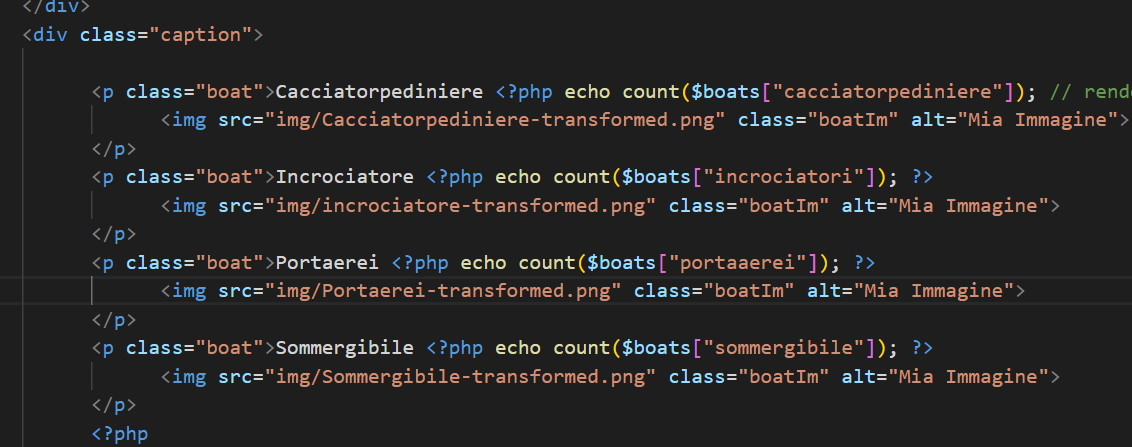 </div>
<div class="caption">
<p class="boat">Cacciatorpediniere <?php echo count($boats["cacciatorpediniere"]); // rende
<img src="img/Cacciatorpediniere-transformed.png" class="boatIm" alt="Mia Immagine">
</p>
<p class="boat">Incrociatore <?php echo count($boats["incrociatori"]); ?>
<img src="img/incrociatore-transformed.png" class="boatIm" alt="Mia Immagine">
</p>
<p class="boat">Portaerei <?php echo count($boats["portaaerei"]); ?>
<img src="img/Portaerei-transformed.png" class="boatIm" alt="Mia Immagine">
</p>
<p class="boat">Sommergibile <?php echo count($boats["sommergibile"]); ?>
<img src="img/Sommergibile-transformed.png" class="boatIm" alt="Mia Immagine">
</p>
<?php